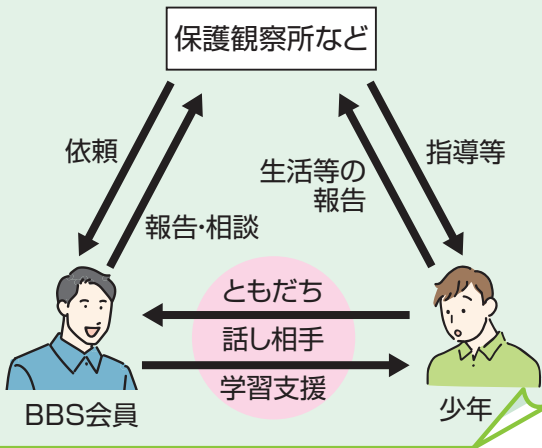 保護観察所など
依頼
報告・相談
生活等の
報告
指導等
ともだち
話し相手
学習支援
BBS会員
少年